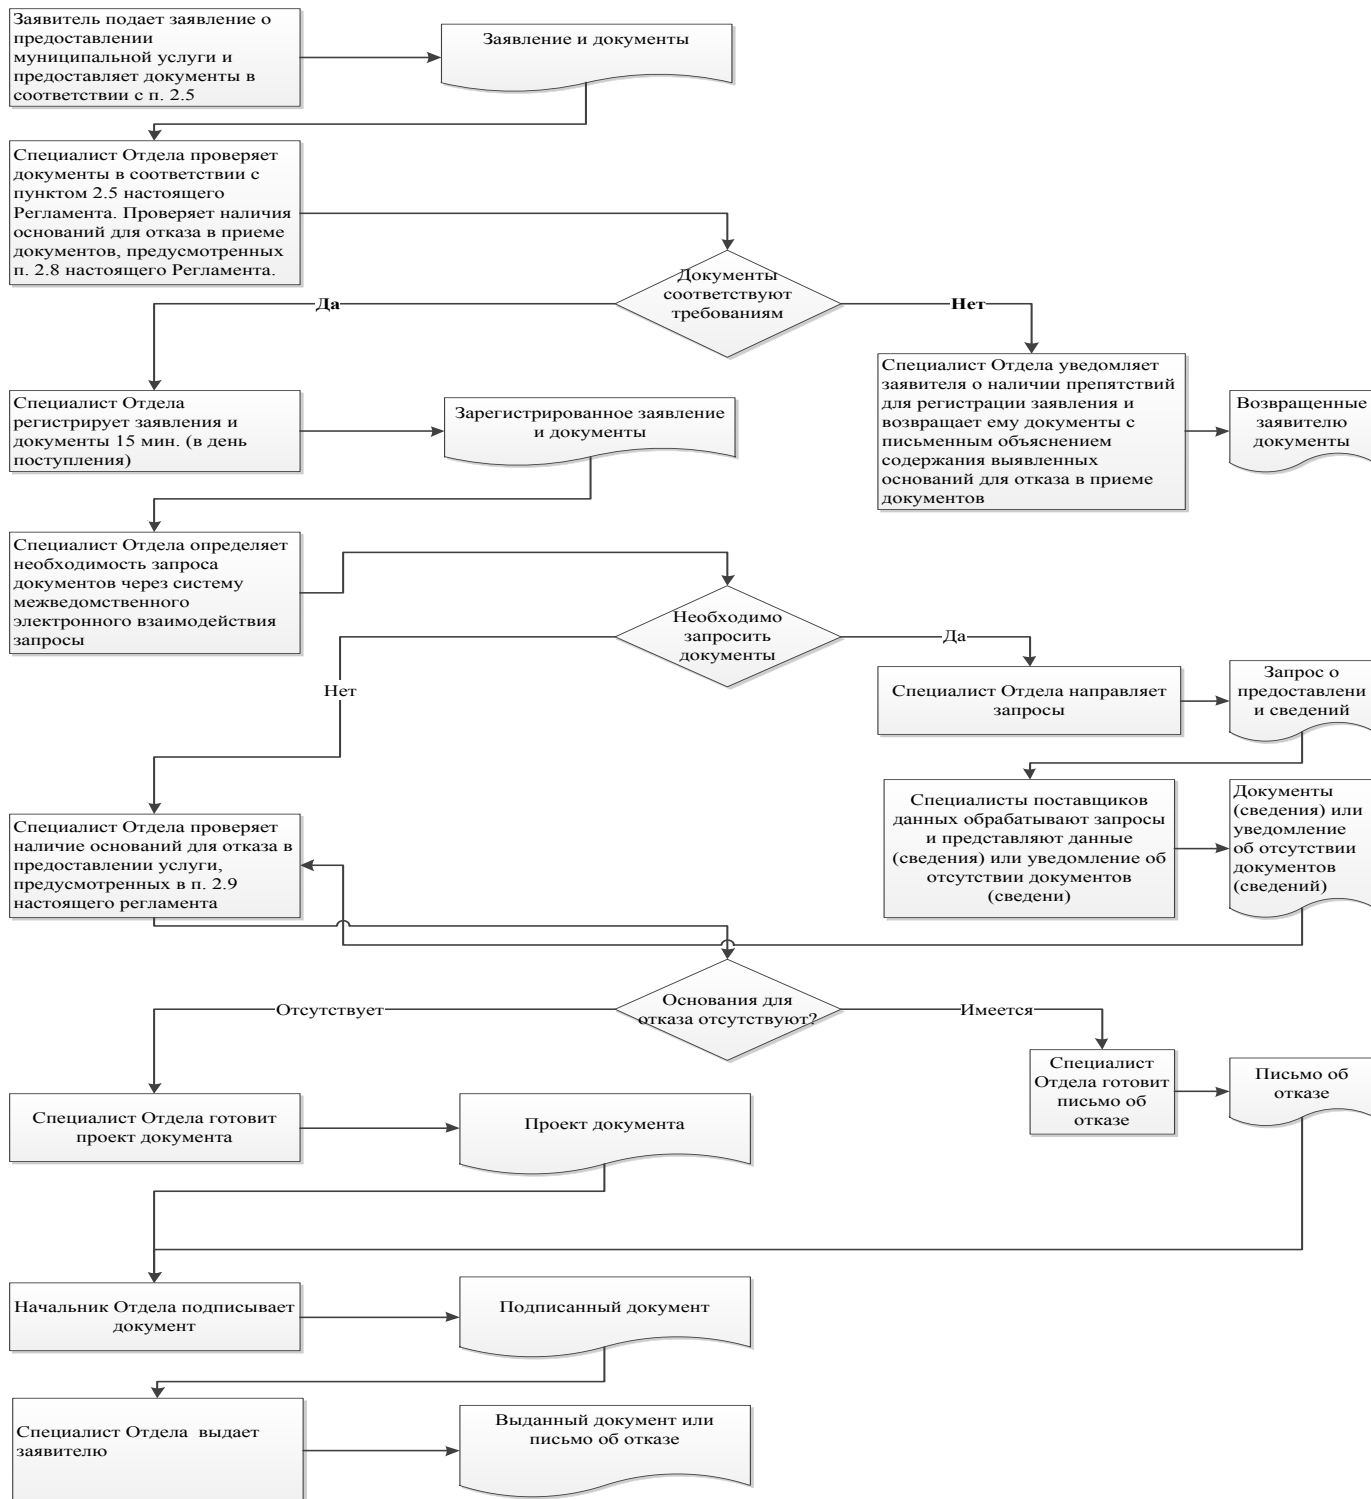 Заявитель подает заявление о
предоставлении
муниципальной услуги и
предоставляет документы в
соответствии с п. 2.5
Заявление и документы
Специалист Отдела проверяет
документы в соответствии с
пунктом 2.5 настоящего
Регламента. Проверяет наличия
оснований для отказа в приеме
документов, предусмотренных
п. 2.8 настоящего Регламента.
Документы
соответствуют
требованиям
Да
Нет
Специалист Отдела
регистрирует заявления и
документы 15 мин. (в день
поступления)
Зарегистрированное заявление
и документы
Специалист Отдела уведомляет
заявителя о наличии препятствий
для регистрации заявления и
возвращает ему документы с
письменным объяснением
содержания выявленных
оснований для отказа в приеме
документов
Возвращенные
заявителю
документы
Специалист Отдела определяет
необходимость запроса
документов через систему
межведомственного
электронного взаимодействия
запросы
Необходимо
запросить
документы
Да
Нет
Специалист Отдела направляет
запросы
Запрос о
предоставлени
и сведений
Специалисты поставщиков
данных обрабатывают запросы
и представляют данные
(сведения) или уведомление об
отсутствии документов
(сведени)
Документы
(сведения) или
уведомление
об отсутствии
документов
(сведений)
Специалист Отдела проверяет
наличие оснований для отказа в
предоставлении услуги,
предусмотренных в п. 2.9
настоящего регламента
Основания для
отказа отсутствуют?
Отсутствует
Имеется
Специалист
Отдела готовит
письмо об
отказе
Письмо об
отказе
Специалист Отдела готовит
проект документа
Проект документа
Начальник Отдела подписывает
документ
Подписанный документ
Специалист Отдела  выдает
заявителю
Выданный документ или
письмо об отказе